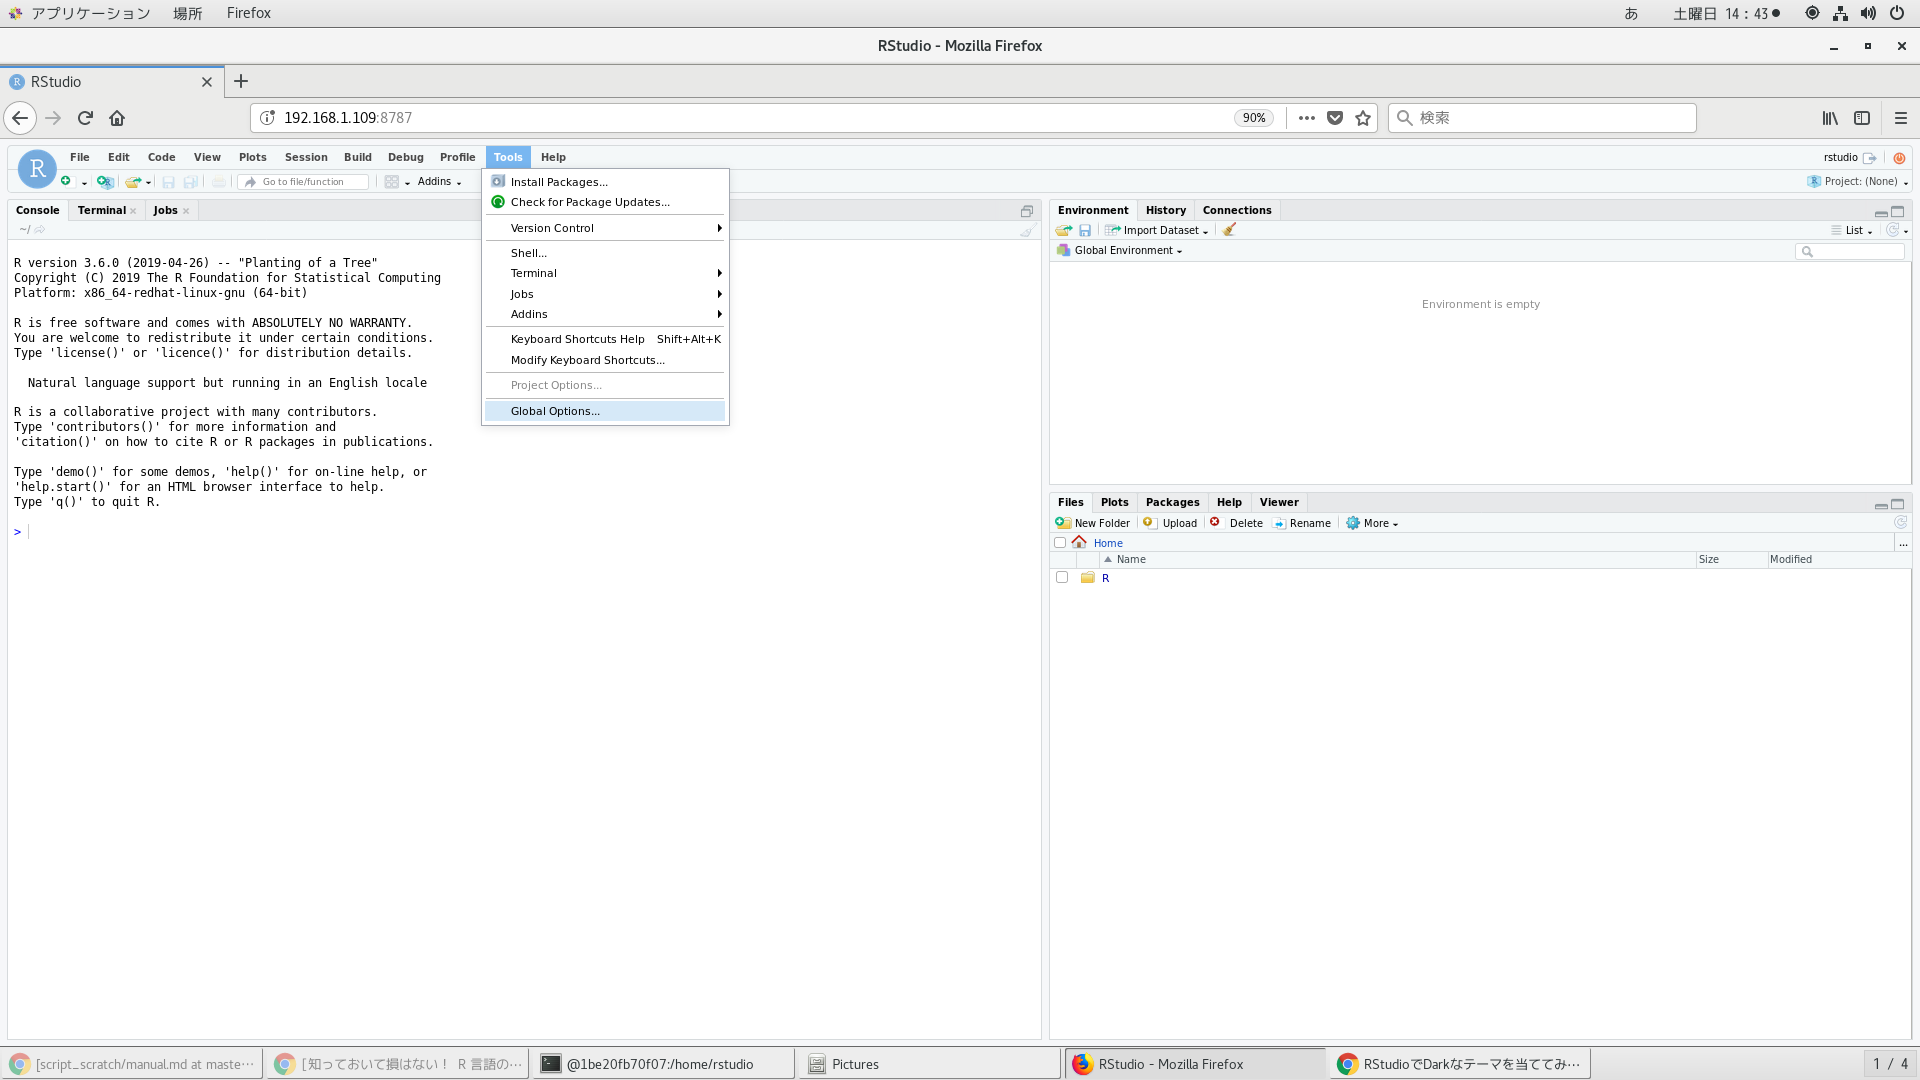 アプリケーション 場所 Firefox あ 土曜日 14：43
RStudio - Mozilla Firefox
RStudio
192.168.1.109:8787 90% 検索
File Edit Code View Plots Session Build Debug Profile Tools Help rstudio
Go to file/function Addins Project: (None)
Install Packages...
Check for Package Updates...
Version Control
Shell...
Terminal
Jobs
Addins
Keyboard Shortcuts Help Shift+Alt+K
Modify Keyboard Shortcuts...
Project Options...
Global Options...
Console Terminal Jobs
~/
R version 3.6.0 (2019-04-26) -- "Planting of a Tree"
Copyright (C) 2019 The R Foundation for Statistical Computing
Platform: x86_64-redhat-linux-gnu (64-bit)
R is free software and comes with ABSOLUTELY NO WARRANTY.
You are welcome to redistribute it under certain conditions.
Type 'license()' or 'licence()' for distribution details.
Natural language support but running in an English locale
R is a collaborative project with many contributors.
Type 'contributors()' for more information and
'citation()' on how to cite R or R packages in publications.
Type 'demo()' for some demos, 'help()' for on-line help, or
'help.start()' for an HTML browser interface to help.
Type 'q()' to quit R.
>
Environment History Connections
Import Dataset List
Global Environment
Environment is empty
Files Plots Packages Help Viewer
New Folder Upload Delete Rename More
Home ...
Name Size Modified
R
[script_scratch/manual.md at maste… [知っておいて損はない！ R 言語の… @1be20fb70f07:/home/rstudio Pictures RStudio - Mozilla Firefox RStudioでDarkなテーマを当ててみ… 1 / 4